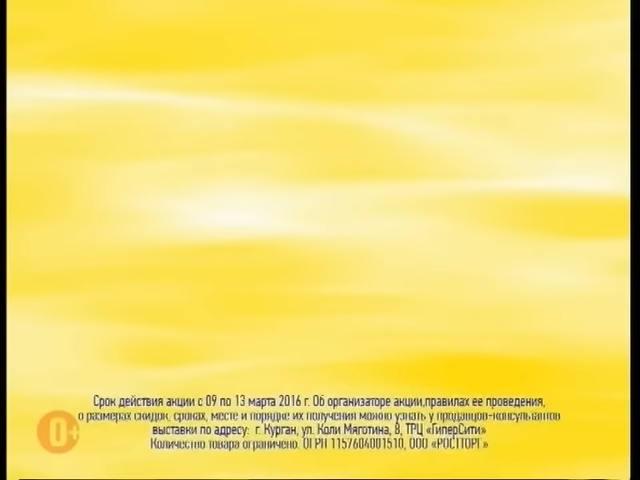 Срок действия акции с 09 по 13 марта 2016 г. Об организаторе акции,правилах ее проведения,
о размерах скидок, сроках, месте и порядке их получения можно узнать у продавцов-консультантов
выставки по адресу: г. Курган, ул. Коли Мяготина, 8, ТРЦ «ГиперСити»
Количество товара ограничено. ОГРН 1157604001510, ООО «РОСТТОРГ»
0+